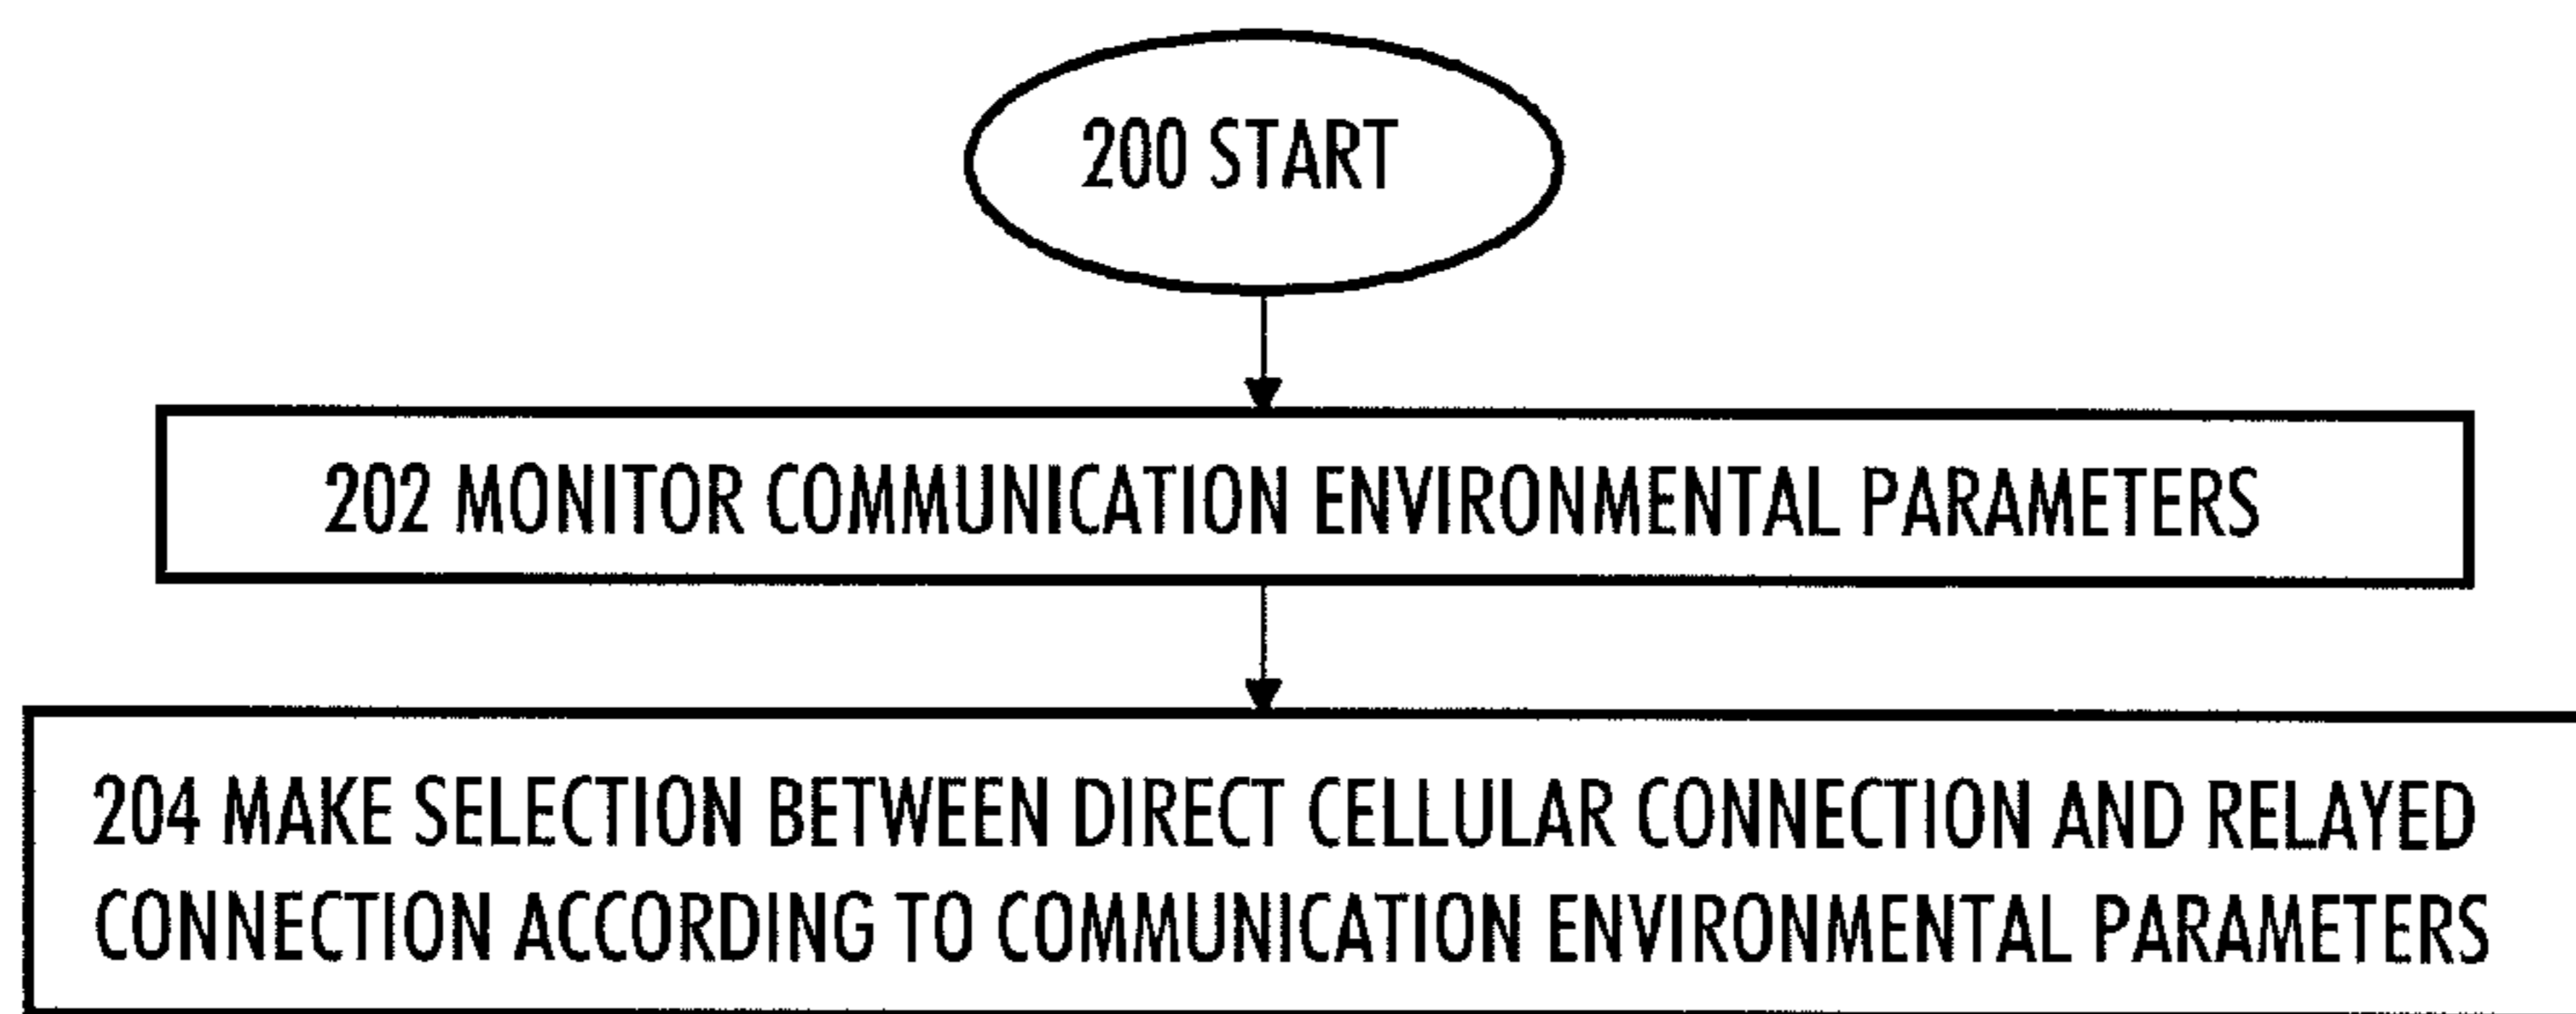 200 START
202 MONITOR COMMUNICATION ENVIRONMENTAL PARAMETERS
204 MAKE SELECTION BETWEEN DIRECT CELLULAR CONNECTION AND RELAYED
CONNECTION ACCORDING TO COMMUNICATION ENVIRONMENTAL PARAMETERS